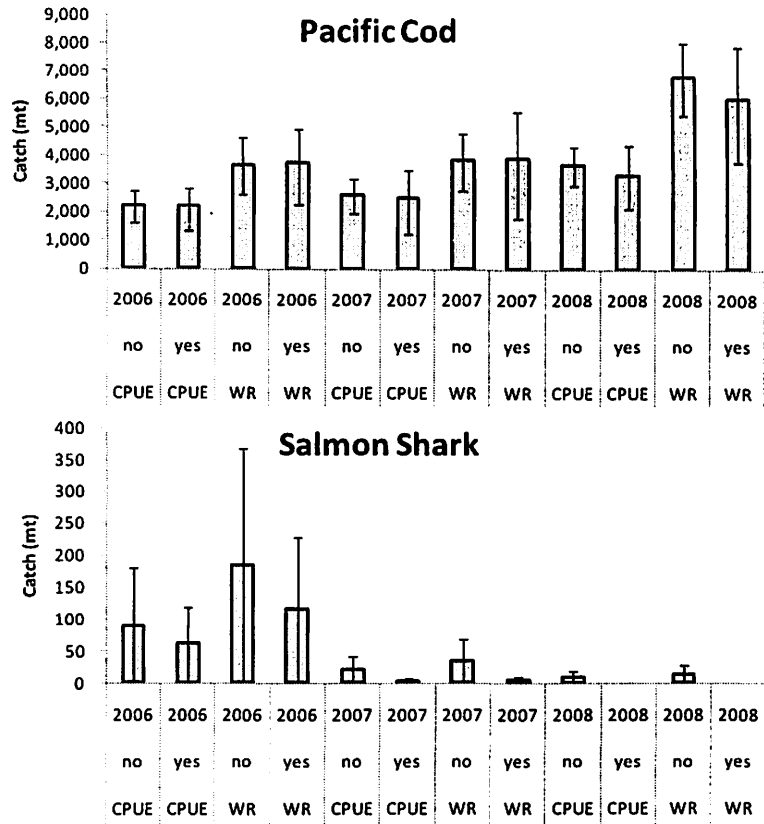 Pacific Cod
Catch (mt)
9,000
8,000
7,000
6,000
5,000
4,000
3,000
2,000
1,000
0
2006 2006 2006 2006 2007 2007 2007 2007 2008 2008 2008 2008
no yes no yes no yes no yes no yes no yes
CPUE CPUE WR WR CPUE CPUE WR WR CPUE CPUE WR WR
Salmon Shark
Catch (mt)
400
350
300
250
200
150
100
50
0
2006 2006 2006 2006 2007 2007 2007 2007 2008 2008 2008 2008
no yes no yes no yes no yes no yes no yes
CPUE CPUE WR WR CPUE CPUE WR WR CPUE CPUE WR WR